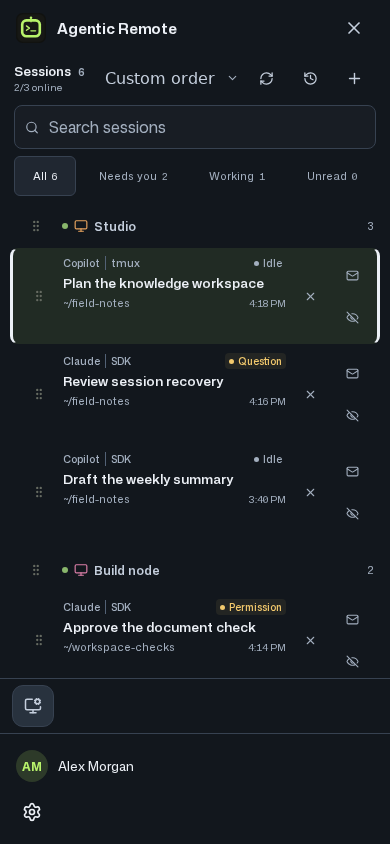 Agentic Remote
Sessions 6
2/3 online
Custom order
Search sessions
All 6
Needs you 2
Working 1
Unread 0
Studio
3
Copilot | tmux
Idle
Plan the knowledge workspace
~/field-notes
4:18 PM
Claude | SDK
Question
Review session recovery
~/field-notes
4:16 PM
Copilot | SDK
Idle
Draft the weekly summary
~/field-notes
3:40 PM
Build node
2
Claude | SDK
Permission
Approve the document check
~/workspace-checks
4:14 PM
AM
Alex Morgan